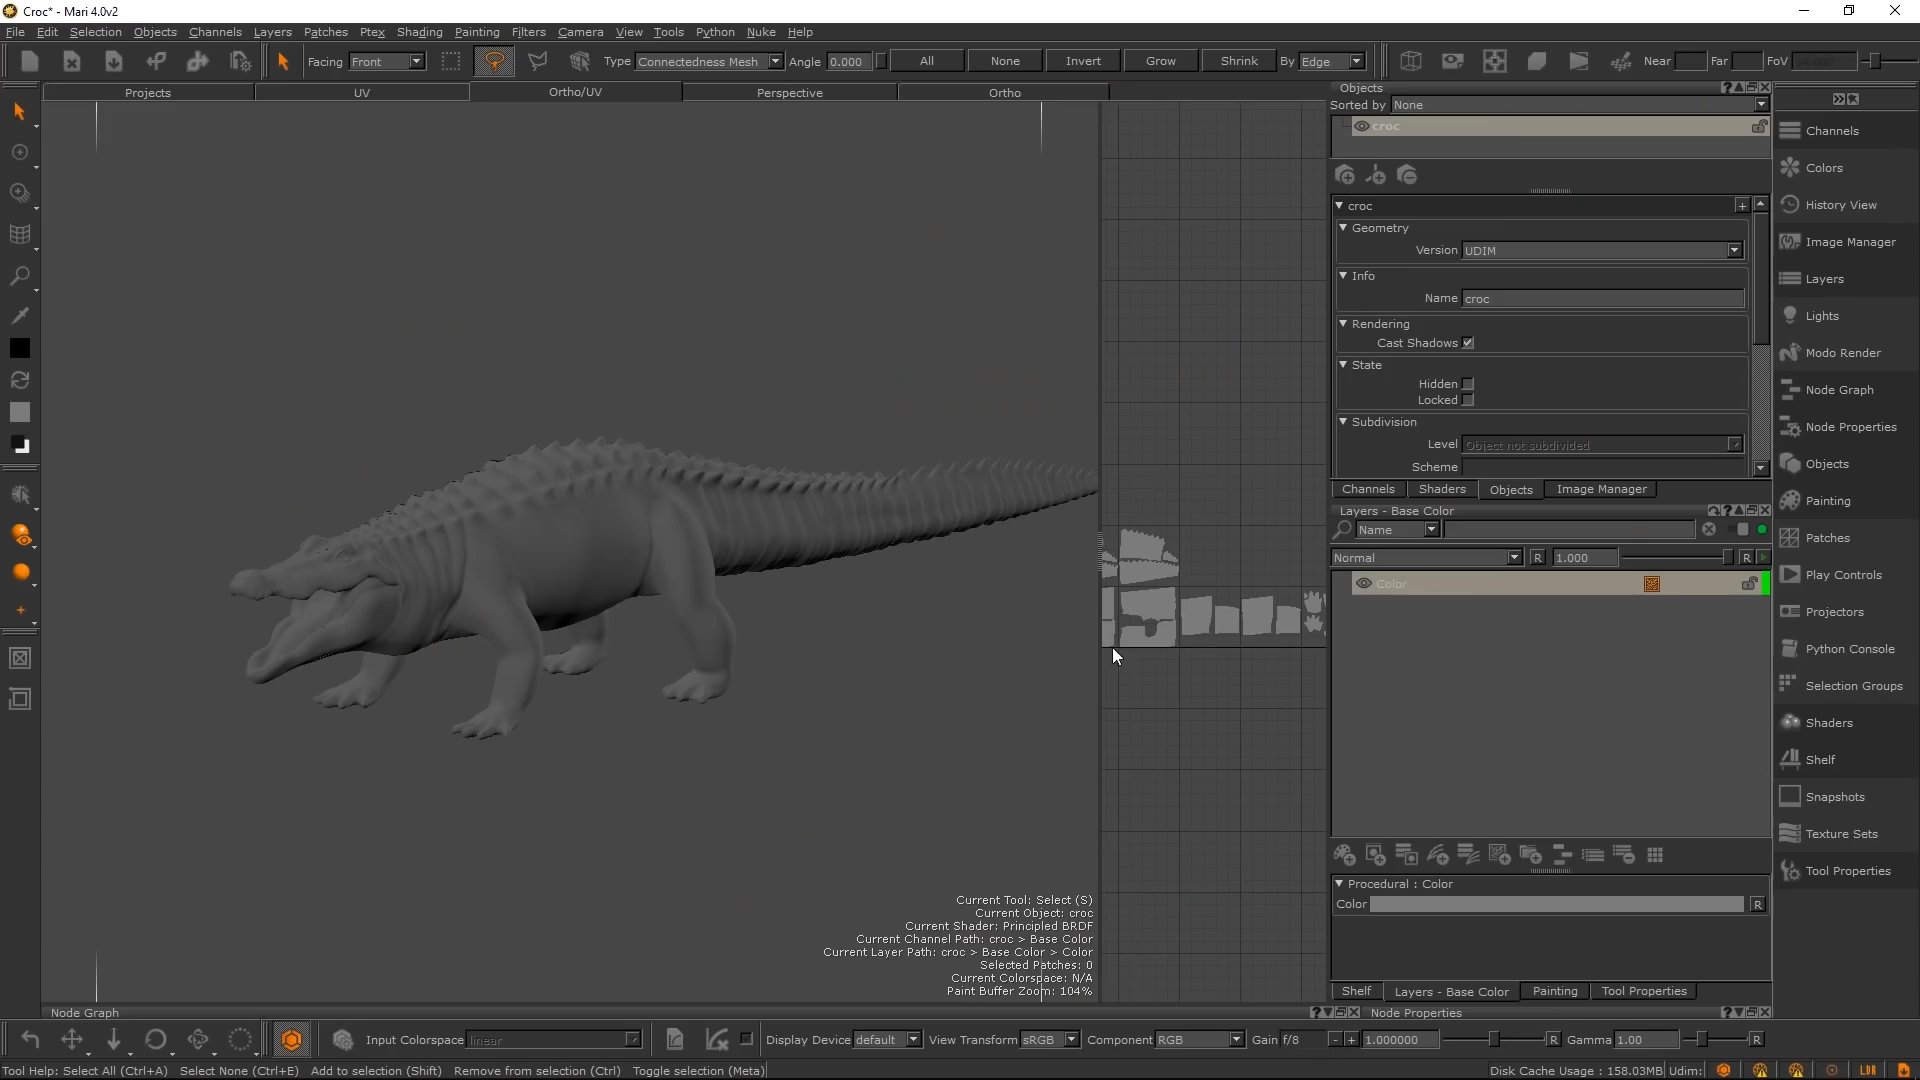 Croc* - Mari 4.0v2
File Edit Selection Objects Channels Layers Patches Ptex Shading Painting Filters Camera View Tools Python Nuke Help
Facing Front Type Connectedness Mesh Angle 0.000 All None Invert Grow Shrink By Edge Near Far FoV
Projects UV Ortho/UV Perspective Ortho
Objects
Sorted by None
croc
croc
Geometry
Version UDIM
Info
Name croc
Rendering
Cast Shadows
State
Hidden
Locked
Subdivision
Level Object not subdivided
Scheme
Channels Shaders Objects Image Manager
Layers - Base Color
Name
Normal R 1.000 R
Color
Procedural : Color
Color R
Shelf Layers - Base Color Painting Tool Properties
Channels
Colors
History View
Image Manager
Layers
Lights
Modo Render
Node Graph
Node Properties
Objects
Painting
Patches
Play Controls
Projectors
Python Console
Selection Groups
Shaders
Shelf
Snapshots
Texture Sets
Tool Properties
Current Tool: Select (S)
Current Object: croc
Current Shader: Principled BRDF
Current Channel Path: croc > Base Color
Current Layer Path: croc > Base Color > Color
Selected Patches: 0
Current Colorspace: N/A
Paint Buffer Zoom: 104%
Node Graph Node Properties
Input Colorspace linear Display Device default View Transform sRGB Component RGB Gain f/8 - + 1.000000 R Gamma 1.00 R
Tool Help: Select All (Ctrl+A) Select None (Ctrl+E) Add to selection (Shift) Remove from selection (Ctrl) Toggle selection (Meta) Disk Cache Usage : 158.03MB Udim: LDR